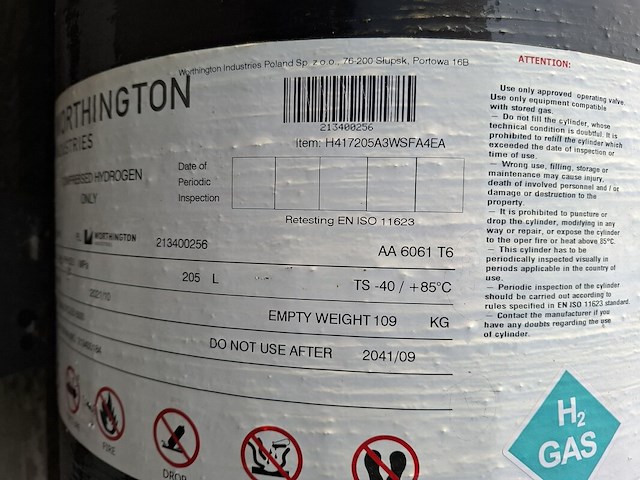 Worthington Industries Poland Sp. z o.o., 76-200 Słupsk, Portowa 16B
WORTHINGTON
INDUSTRIES
213400256
Item: H417205A3WSFA4EA
COMPRESSED HYDROGEN
ONLY
Date of
Periodic
Inspection
Retesting EN ISO 11623
PL WORTHINGTON
INDUSTRIES
213400256
AA 6061 T6
MPa
205 L
TS -40 / +85°C
2021/10
EMPTY WEIGHT 109 KG
DO NOT USE AFTER 2041/09
FIRE
DROP
ATTENTION:
Use only approved operating valve.
Use only equipment compatible
with stored gas.
— Do not fill the cylinder, whose
technical condition is doubtful. It is
prohibited to refill the cylinder which
exceeded the date of inspection or
time of use.
— Wrong use, filling, storage or
maintenance may cause injury,
death of involved personnel and / or
damage or destruction to the
property.
— It is prohibited to puncture or
drop the cylinder, modifying in any
way or repair, or expose the cylinder
to the oper fire or heat above 85°C.
— This cylinder has to be
periodically inspected visually in
periods applicable in the country of
use.
— Periodic inspection of the cylinder
should be carried out according to
rules specified in EN ISO 11623 standard.
— Contact the manufacturer if you
have any doubts regarding the use
of cylinder.
H2
GAS